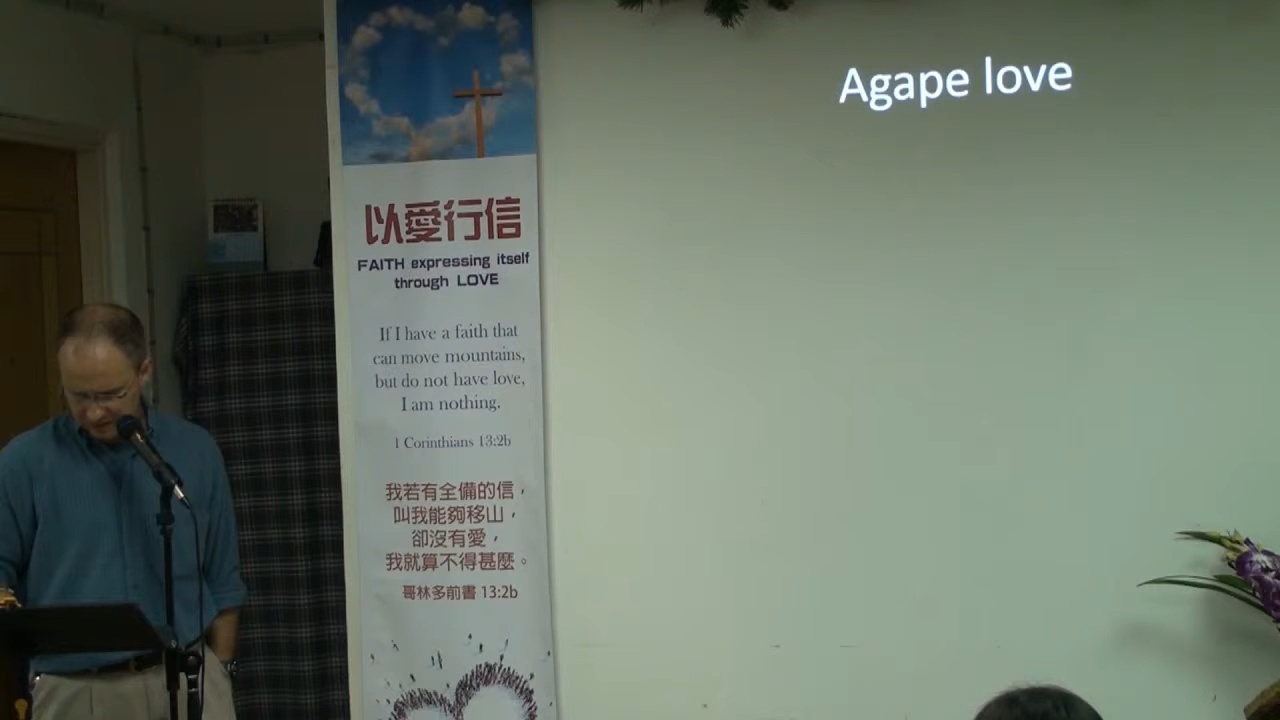 Agape love
以愛行信
FAITH expressing itself
through LOVE
If I have a faith that
can move mountains,
but do not have love,
I am nothing.
1 Corinthians 13:2b
我若有全備的信，
叫我能夠移山，
卻沒有愛，
我就算不得甚麼。
哥林多前書 13:2b